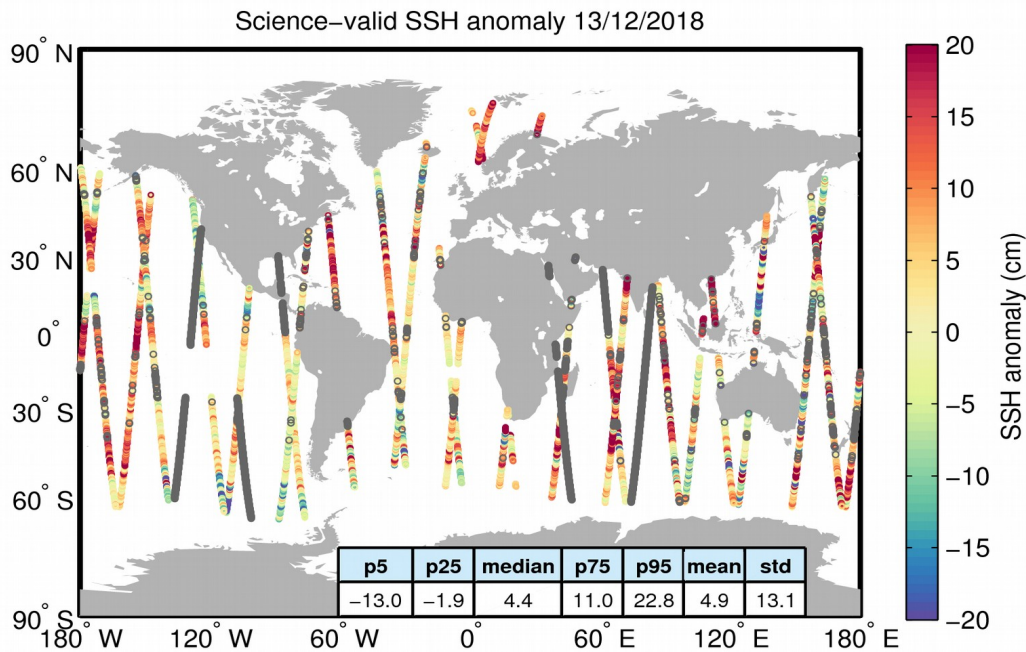 Science−valid SSH anomaly 13/12/2018
90° N
60° N
30° N
0°
30° S
60° S
90° S
180° W
120° W
60° W
0°
60° E
120° E
180° E
p5 p25 median p75 p95 mean std
−13.0 −1.9 4.4 11.0 22.8 4.9 13.1
20
15
10
5
0
−5
−10
−15
−20
SSH anomaly (cm)